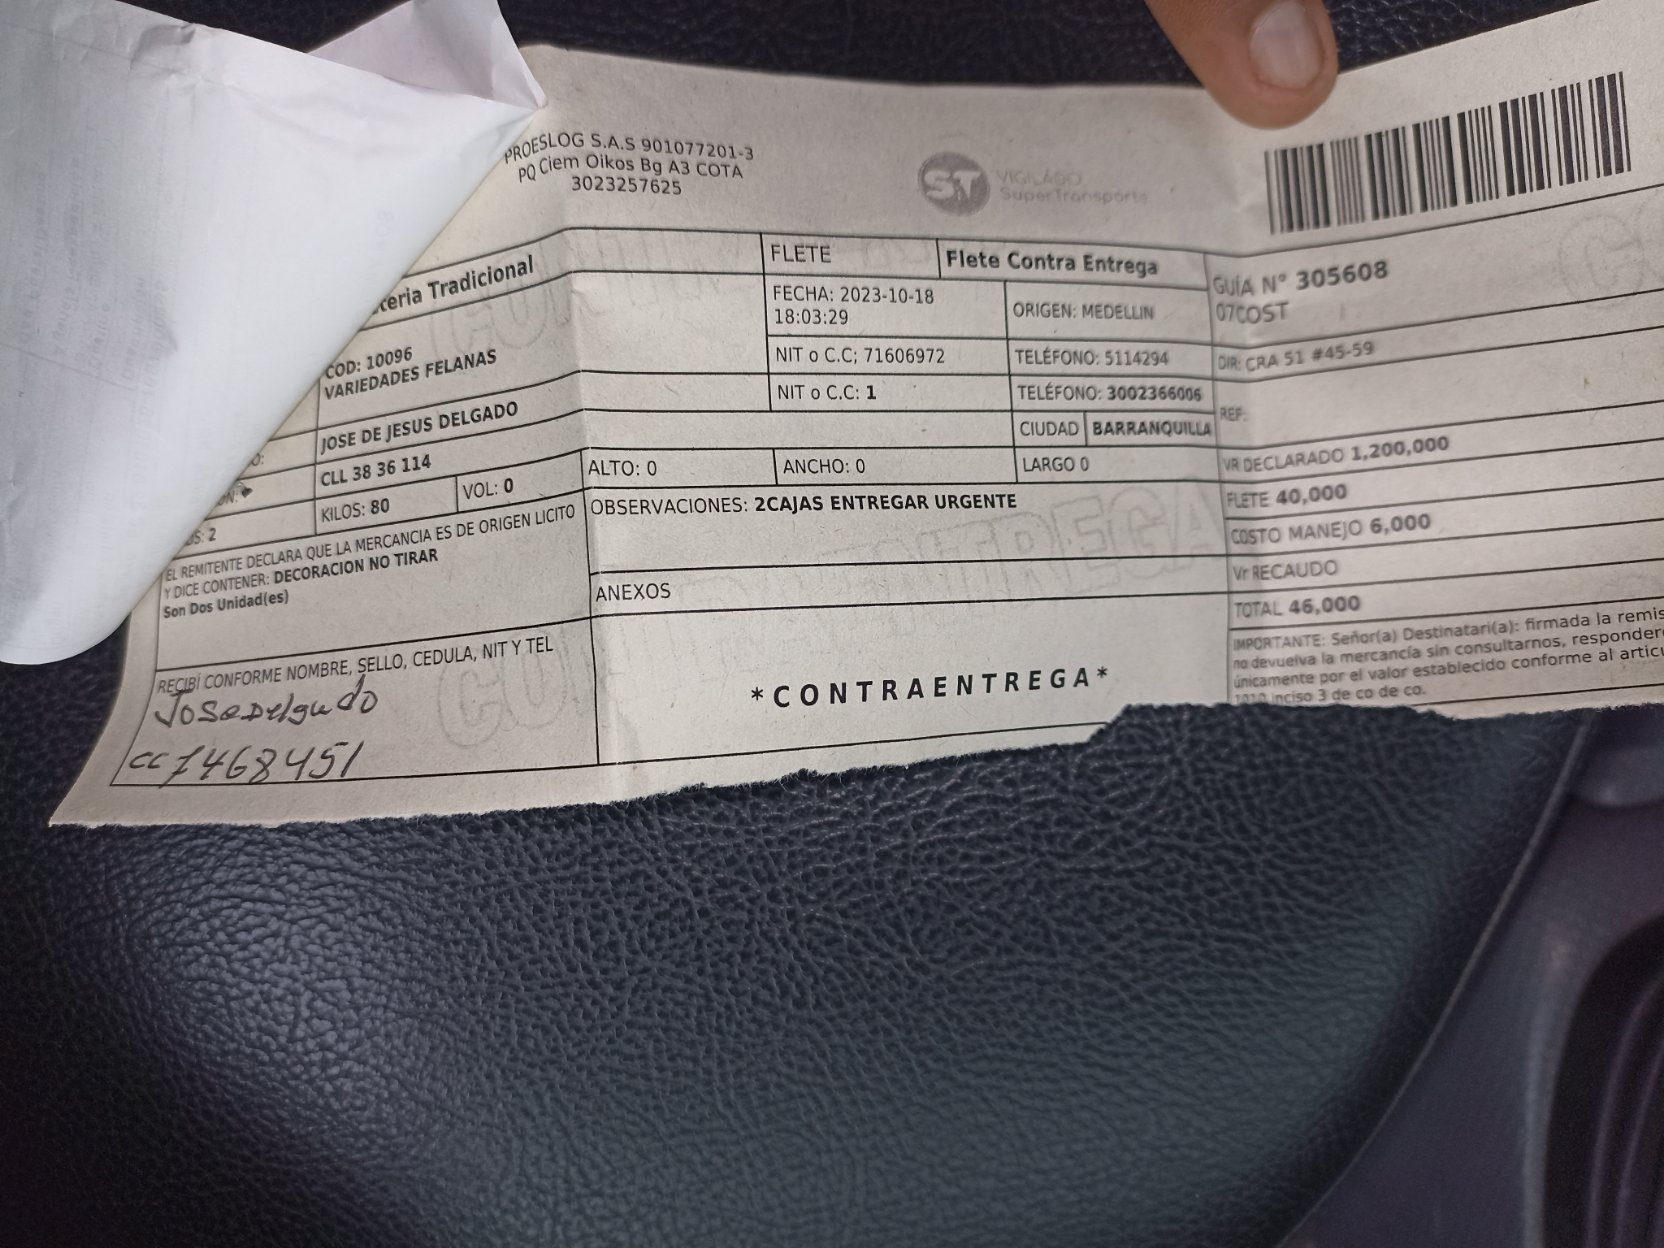 PROESLOG S.A.S 901077201-3
PQ Ciem Oikos Bg A3 COTA
3023257625
ST VIGILADO
SuperTransporte
teria Tradicional
FLETE
Flete Contra Entrega
GUÍA N° 305608
07COST
COD: 10096
VARIEDADES FELANAS
FECHA: 2023-10-18
18:03:29
ORIGEN: MEDELLIN
NIT o C.C; 71606972
TELÉFONO: 5114294
DIR: CRA 51 #45-59
O:
JOSE DE JESUS DELGADO
NIT o C.C: 1
TELÉFONO: 3002366006
REF:
ON:
CLL 38 36 114
CIUDAD
BARRANQUILLA
OS: 2
KILOS: 80
VOL: 0
ALTO: 0
ANCHO: 0
LARGO 0
VR DECLARADO 1,200,000
FLETE 40,000
COSTO MANEJO 6,000
Vr RECAUDO
TOTAL 46,000
EL REMITENTE DECLARA QUE LA MERCANCIA ES DE ORIGEN LICITO
Y DICE CONTENER: DECORACION NO TIRAR
Son Dos Unidad(es)
OBSERVACIONES: 2CAJAS ENTREGAR URGENTE
ANEXOS
RECIBÍ CONFORME NOMBRE, SELLO, CEDULA, NIT Y TEL
Jose Delgado
cc 7468451
*CONTRAENTREGA*
IMPORTANTE: Señor(a) Destinatari(a): firmada la remis
no devuelva la mercancía sin consultarnos, responder
únicamente por el valor establecido conforme al articu
1010 inciso 3 de co de co.